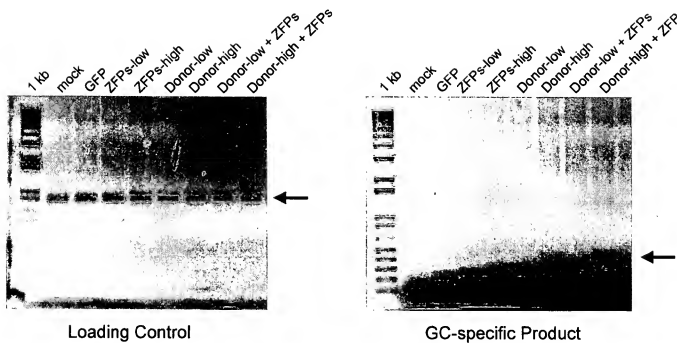 1 kb
mock
GFP
ZFPs-low
ZFPs-high
Donor-low
Donor-high
Donor-low + ZFPs
Donor-high + ZFPs
1 kb
mock
GFP
ZFPs-low
ZFPs-high
Donor-low
Donor-high
Donor-low + ZFPs
Donor-high + ZFP
Loading Control
GC-specific Product